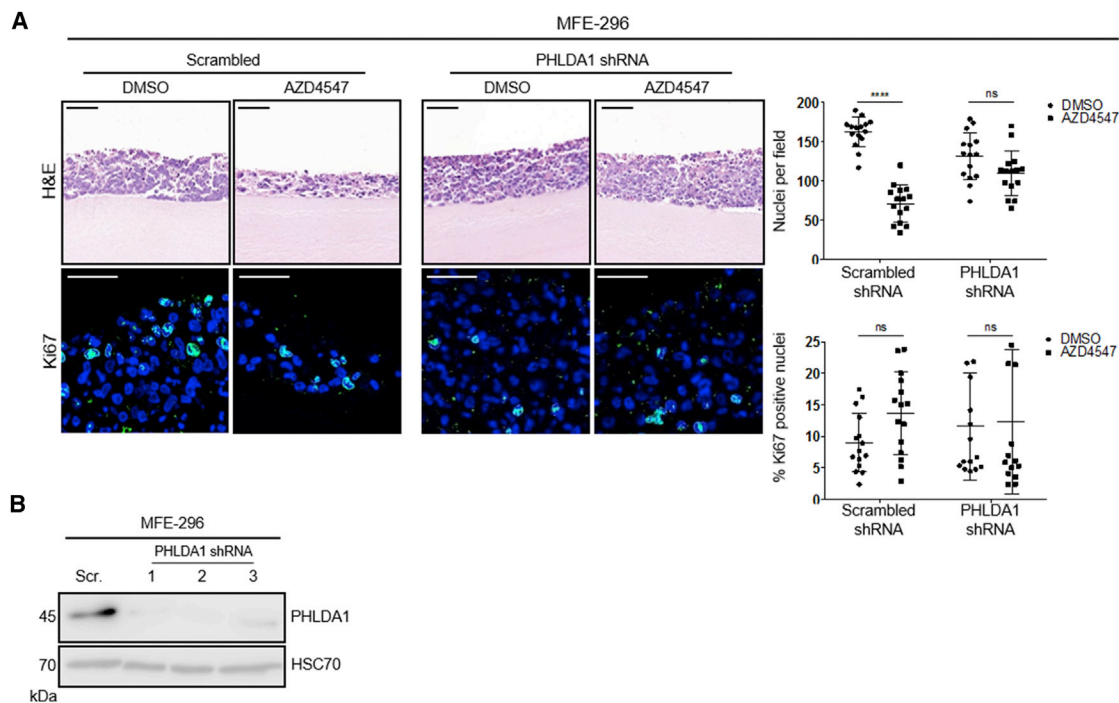 A
MFE-296
Scrambled
PHLDA1 shRNA
DMSO
AZD4547
DMSO
AZD4547
H&E
Ki67
200
150
100
50
0
Nuclei per field
****
ns
DMSO
AZD4547
Scrambled
shRNA
PHLDA1
shRNA
25
20
15
10
5
0
% Ki67 positive nuclei
ns
ns
DMSO
AZD4547
Scrambled
shRNA
PHLDA1
shRNA
B
MFE-296
PHLDA1 shRNA
Scr. 1 2 3
45
PHLDA1
70
HSC70
kDa